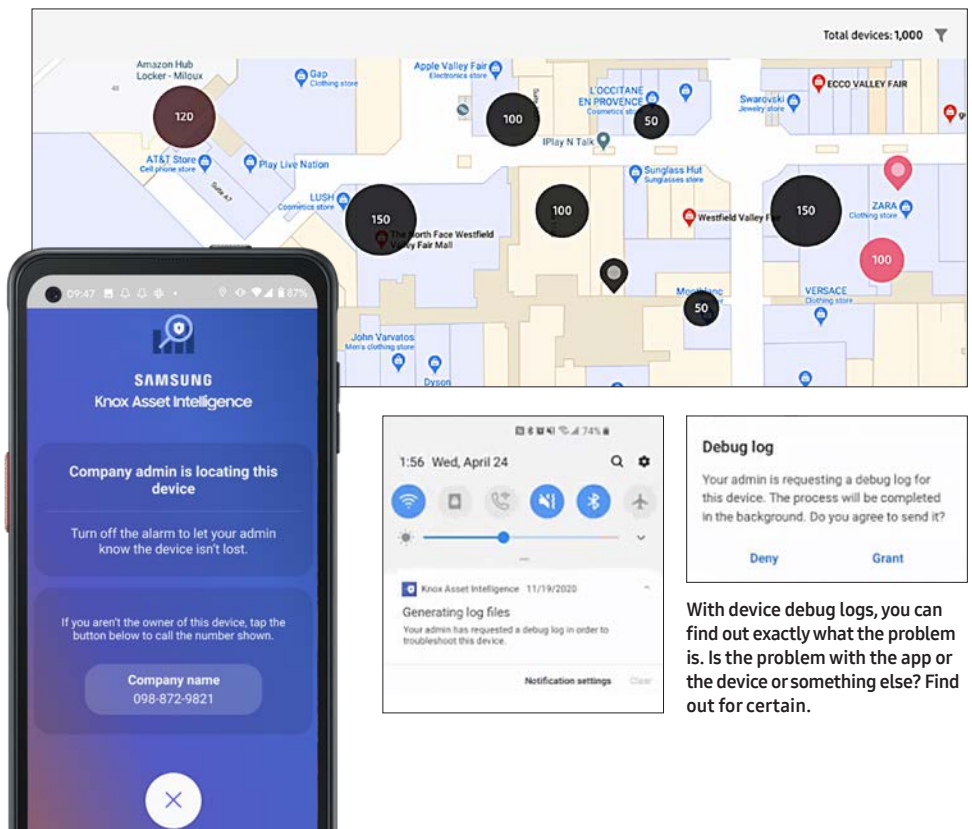 Total devices: 1,000
Amazon Hub
Locker - Miloux
Gap
Clothing store
Apple Valley Fair
Electronics store
L'OCCITANE
EN PROVENCE
Cosmetics store
Swarovski
Jewelry store
ECCO VALLEY FAIR
120
100
50
IPlay N Talk
AT&T Store
Cell phone store
Play Live Nation
Suite A7
Sunglass Hut
Sunglasses store
LUSH
Cosmetics store
150
100
Westfield Valley Fa
150
ZARA
Clothing store
The North Face Westfield
Valley Fair Mall
100
Montblanc
50
VERSACE
Clothing store
John Varvatos
Men's clothing store
Dyson
09:47
87%
SAMSUNG
Knox Asset Intelligence
Company admin is locating this
device
Turn off the alarm to let your admin
know the device isn't lost.
If you aren't the owner of this device, tap the
button below to call the number shown.
Company name
098-872-9821
74%
1:56 Wed, April 24
Knox Asset Intelligence 11/19/2020
Generating log files
Your admin has requested a debug log in order to
troubleshoot this device.
Notification settings Clear
Debug log
Your admin is requesting a debug log for
this device. The process will be completed
in the background. Do you agree to send it?
Deny Grant
With device debug logs, you can
find out exactly what the problem
is. Is the problem with the app or
the device or something else? Find
out for certain.